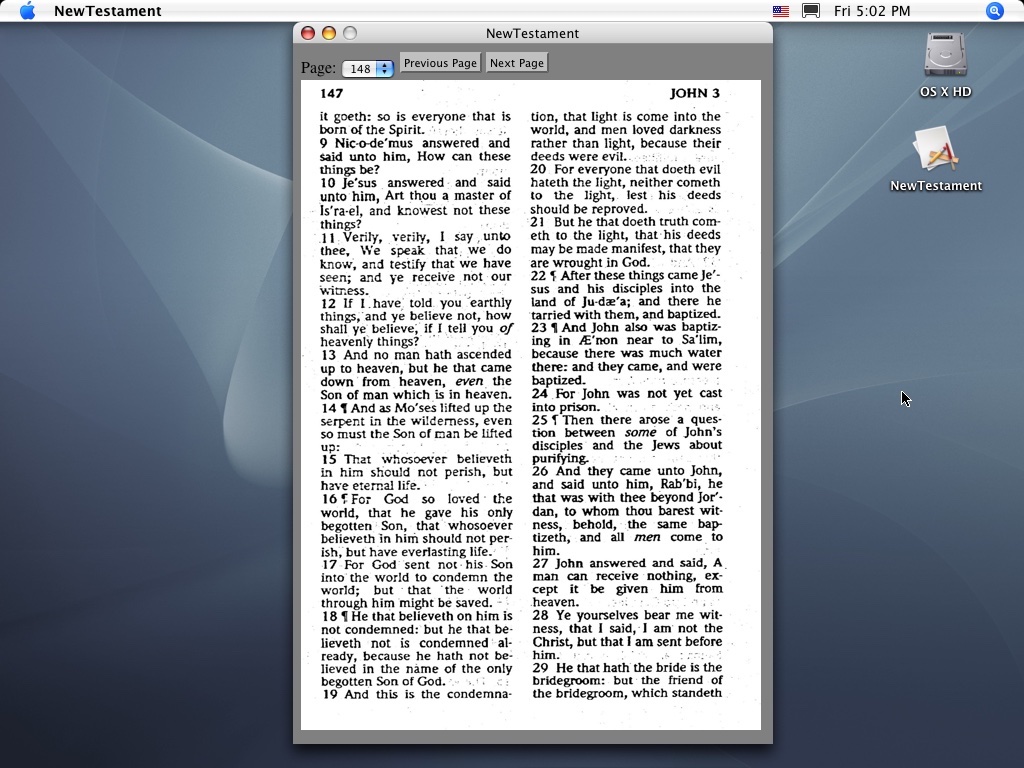 NewTestament
Fri 5:02 PM
NewTestament
Page: 148 Previous Page Next Page
147 JOHN 3
it goeth: so is everyone that is
born of the Spirit.
9 Nic-o-de'mus answered and
said unto him, How can these
things be?
10 Je'sus answered and said
unto him, Art thou a master of
Is'ra-el, and knowest not these
things?
11 Verily, verily, I say unto
thee, We speak that we do
know, and testify that we have
seen; and ye receive not our
witness.
12 If I have told you earthly
things, and ye believe not, how
shall ye believe, if I tell you of
heavenly things?
13 And no man hath ascended
up to heaven, but he that came
down from heaven, even the
Son of man which is in heaven.
14 ¶ And as Mo'ses lifted up the
serpent in the wilderness, even
so must the Son of man be lifted
up:
15 That whosoever believeth
in him should not perish, but
have eternal life.
16 ¶ For God so loved the
world, that he gave his only
begotten Son, that whosoever
believeth in him should not per-
ish, but have everlasting life.
17 For God sent not his Son
into the world to condemn the
world; but that the world
through him might be saved.
18 ¶ He that believeth on him is
not condemned: but he that be-
lieveth not is condemned al-
ready, because he hath not be-
lieved in the name of the only
begotten Son of God.
19 And this is the condemna-
tion, that light is come into the
world, and men loved darkness
rather than light, because their
deeds were evil.
20 For everyone that doeth evil
hateth the light, neither cometh
to the light, lest his deeds
should be reproved.
21 But he that doeth truth com-
eth to the light, that his deeds
may be made manifest, that they
are wrought in God.
22 ¶ After these things came Je'-
sus and his disciples into the
land of Ju-dæ'a; and there he
tarried with them, and baptized.
23 ¶ And John also was baptiz-
ing in Æ'non near to Sa'lim,
because there was much water
there: and they came, and were
baptized.
24 For John was not yet cast
into prison.
25 ¶ Then there arose a ques-
tion between some of John's
disciples and the Jews about
purifying.
26 And they came unto John,
and said unto him, Rab'bi, he
that was with thee beyond Jor'-
dan, to whom thou barest wit-
ness, behold, the same bap-
tizeth, and all men come to
him.
27 John answered and said, A
man can receive nothing, ex-
cept it be given him from
heaven.
28 Ye yourselves bear me wit-
ness, that I said, I am not the
Christ, but that I am sent before
him.
29 He that hath the bride is the
bridegroom: but the friend of
the bridegroom, which standeth
OS X HD
NewTestament